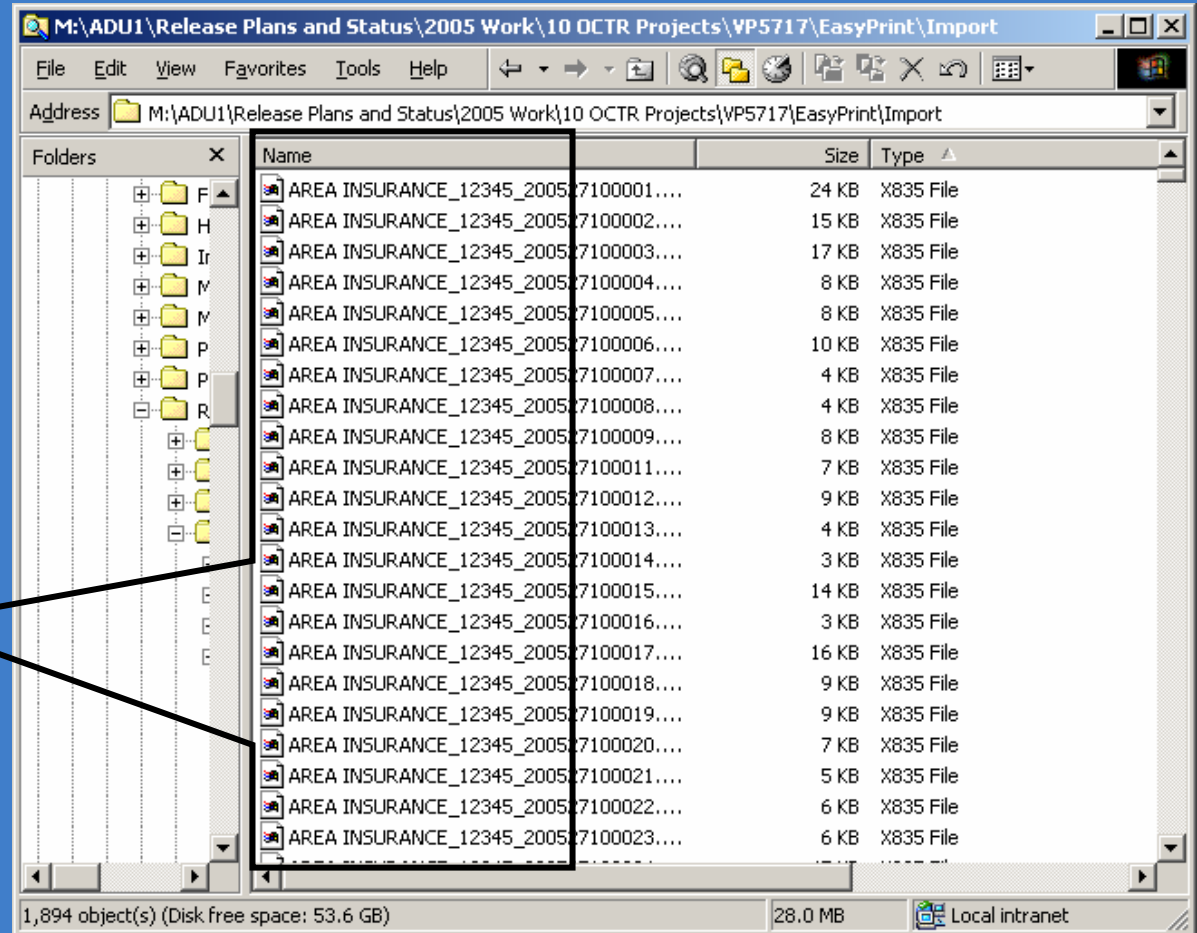 M:\ADU1\Release Plans and Status\2005 Work\10 OCTR Projects\VP5717\EasyPrint\Import
File Edit View Favorites Tools Help
Address M:\ADU1\Release Plans and Status\2005 Work\10 OCTR Projects\VP5717\EasyPrint\Import
Folders Name Size Type
F AREA INSURANCE_12345_200527100001.... 24 KB X835 File
H AREA INSURANCE_12345_200527100002.... 15 KB X835 File
AREA INSURANCE_12345_200527100003.... 17 KB X835 File
M AREA INSURANCE_12345_200527100004.... 8 KB X835 File
M AREA INSURANCE_12345_200527100005.... 8 KB X835 File
P AREA INSURANCE_12345_200527100006.... 10 KB X835 File
P AREA INSURANCE_12345_200527100007.... 4 KB X835 File
R AREA INSURANCE_12345_200527100008.... 4 KB X835 File
AREA INSURANCE_12345_200527100009.... 8 KB X835 File
AREA INSURANCE_12345_200527100011.... 7 KB X835 File
AREA INSURANCE_12345_200527100012.... 9 KB X835 File
AREA INSURANCE_12345_200527100013.... 4 KB X835 File
AREA INSURANCE_12345_200527100014.... 3 KB X835 File
AREA INSURANCE_12345_200527100015.... 14 KB X835 File
AREA INSURANCE_12345_200527100016.... 3 KB X835 File
AREA INSURANCE_12345_200527100017.... 16 KB X835 File
AREA INSURANCE_12345_200527100018.... 9 KB X835 File
AREA INSURANCE_12345_200527100019.... 9 KB X835 File
AREA INSURANCE_12345_200527100020.... 7 KB X835 File
AREA INSURANCE_12345_200527100021.... 5 KB X835 File
AREA INSURANCE_12345_200527100022.... 6 KB X835 File
AREA INSURANCE_12345_200527100023.... 6 KB X835 File
1,894 object(s) (Disk free space: 53.6 GB) 28.0 MB Local intranet